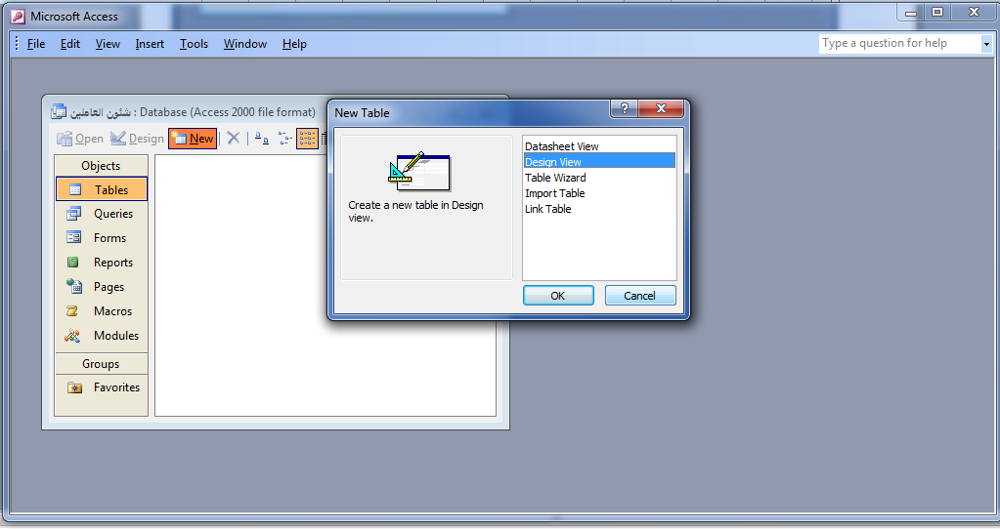 Microsoft Access
File Edit View Insert Tools Window Help
Type a question for help
شئون العاملين : Database (Access 2000 file format)
Open Design New
Objects
Tables
Queries
Forms
Reports
Pages
Macros
Modules
Groups
Favorites
New Table
?
Create a new table in Design
view.
Datasheet View
Design View
Table Wizard
Import Table
Link Table
OK Cancel